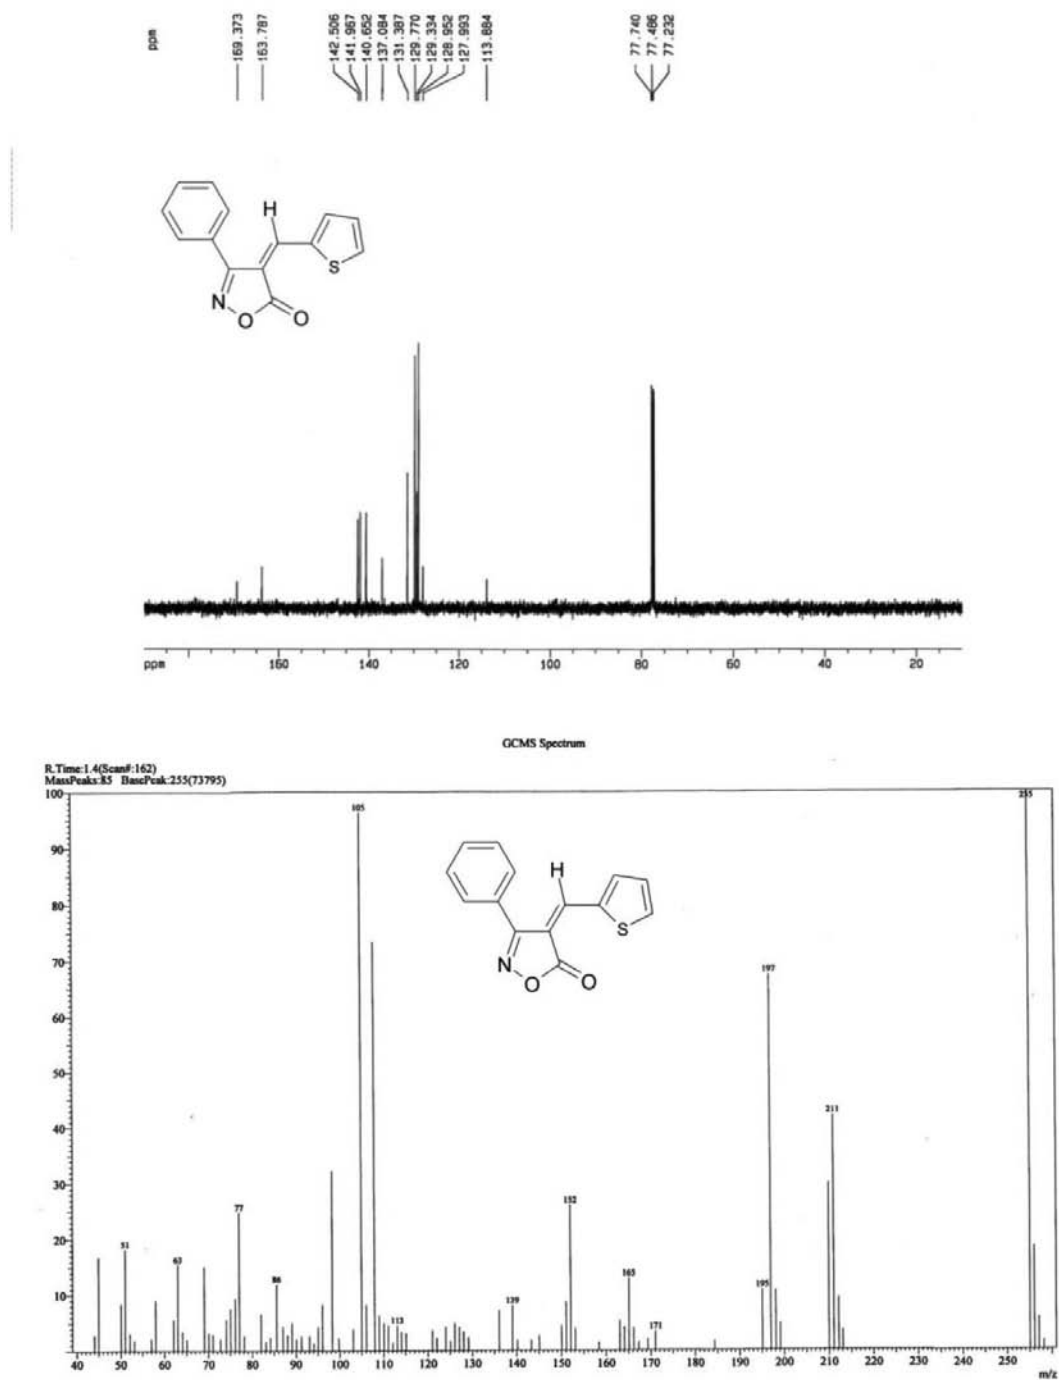 ppm
169.373
163.787
142.506
141.967
140.652
137.084
131.387
129.770
129.334
128.952
127.993
113.884
77.740
77.486
77.232
H
S
N
O
O
ppm 160 140 120 100 80 60 40 20
GCMS Spectrum
R.Time:1.4(Scan#:162)
MassPeaks:85 BasePeak:255(73795)
100
90
80
70
60
50
40
30
20
10
255
105
197
211
152
77
51
63
86
165
139
195
113
171
H
S
N
O
O
40 50 60 70 80 90 100 110 120 130 140 150 160 170 180 190 200 210 220 230 240 250
m/z